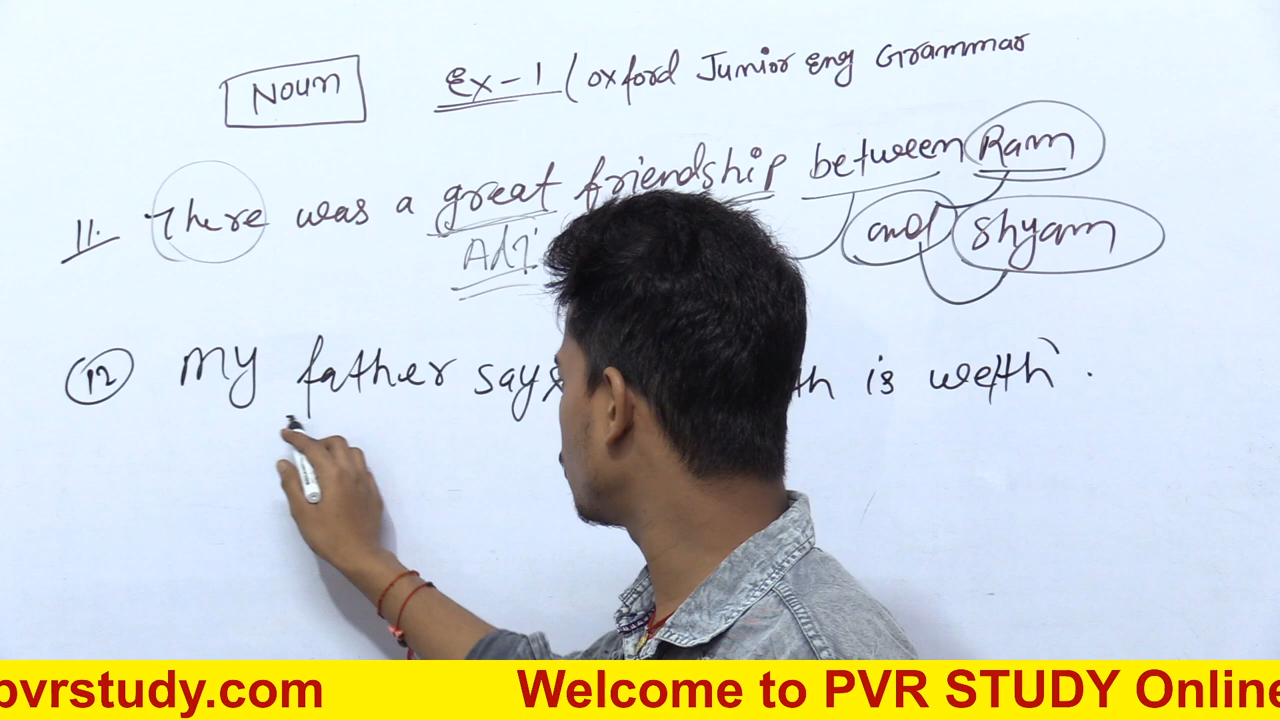 Noun Ex-1 (Oxford Junior Eng Grammar
11. There was a great friendship between Ram
Adj. and Shyam
12 My father says th is welth .
pvrstudy.com Welcome to PVR STUDY Online